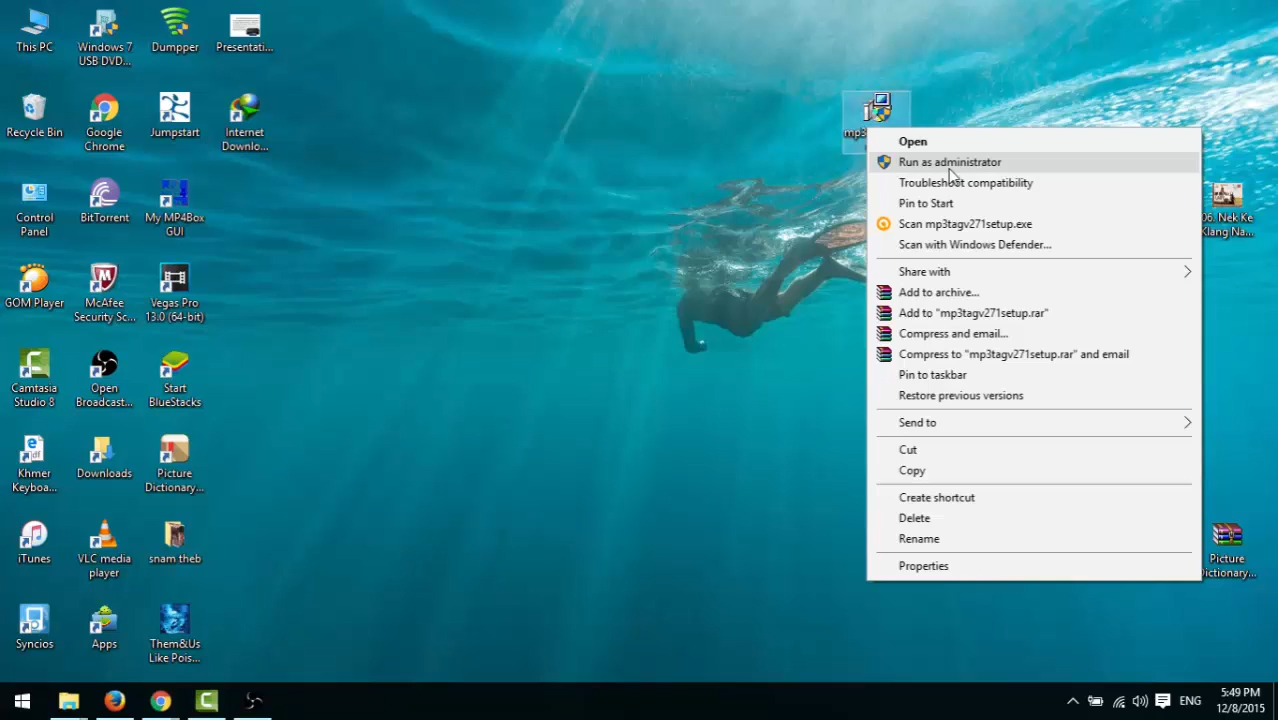 This PC
Windows 7
USB DVD...
Dumpper
Presentati...
Recycle Bin
Google
Chrome
Jumpstart
Internet
Downlo...
Control
Panel
BitTorrent
My MP4Box
GUI
GOM Player
McAfee
Security Sc...
Vegas Pro
13.0 (64-bit)
Camtasia
Studio 8
Open
Broadcast...
Start
BlueStacks
Khmer
Keyboa...
Downloads
Picture
Dictionary...
iTunes
VLC media
player
snam theb
Syncios
Apps
Them&Us
Like Pois...
Open
Run as administrator
Troubleshoot compatibility
Pin to Start
Scan mp3tagv271setup.exe
Scan with Windows Defender...
Share with
Add to archive...
Add to "mp3tagv271setup.rar"
Compress and email...
Compress to "mp3tagv271setup.rar" and email
Pin to taskbar
Restore previous versions
Send to
Cut
Copy
Create shortcut
Delete
Rename
Properties
06. Nek Ke
Klang Na...
Picture
Dictionary...
ENG
5:49 PM
12/8/2015